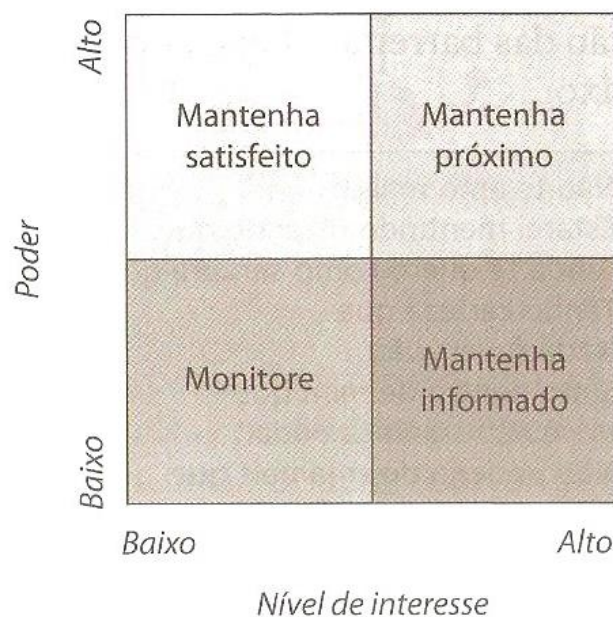 Alto
Mantenha
satisfeito
Mantenha
próximo
Poder
Monitore
Mantenha
informado
Baixo
Baixo
Alto
Nível de interesse